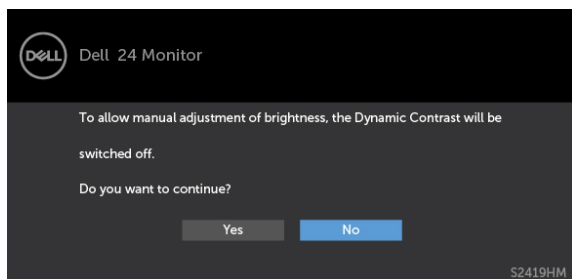 DELL
Dell 24 Monitor
To allow manual adjustment of brightness, the Dynamic Contrast will be
switched off.
Do you want to continue?
Yes No
S2419HM